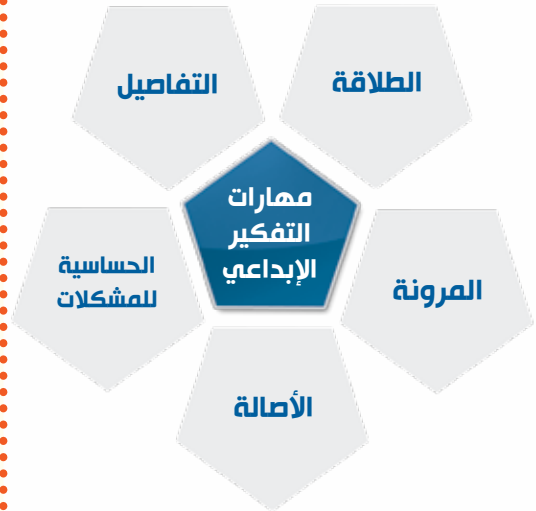 الطلاقة
التفاصيل
مهارات
التفكير
الإبداعي
المرونة
الحساسية
للمشكلات
الأصالة